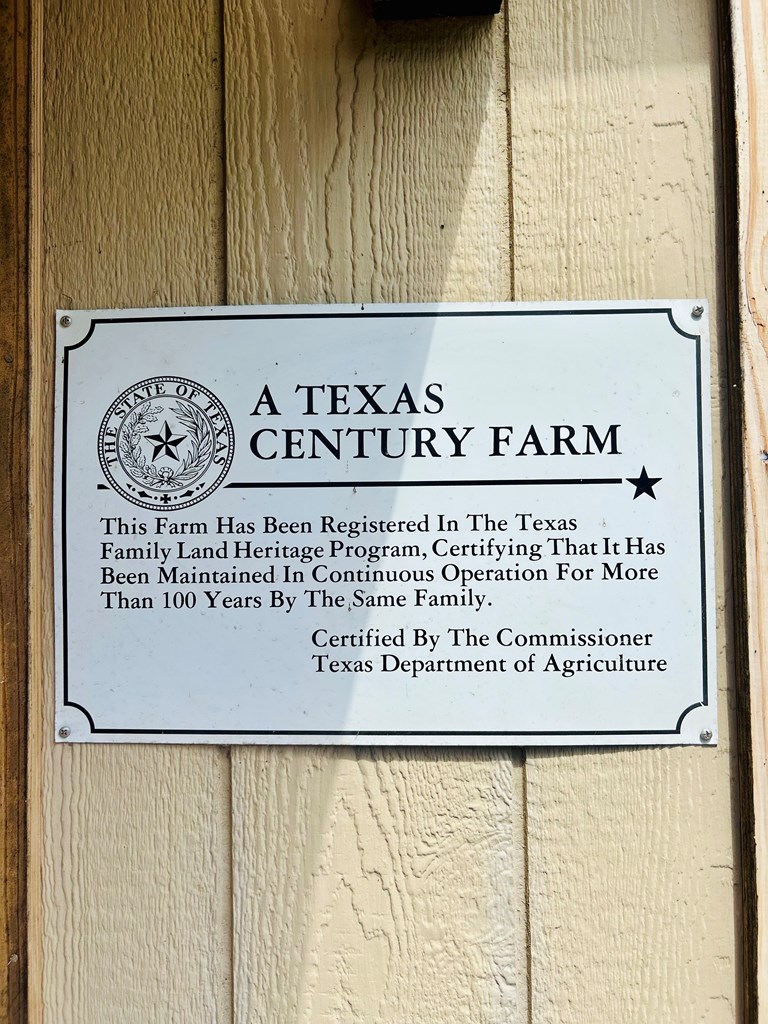 THE STATE OF TEXAS
A TEXAS
CENTURY FARM
This Farm Has Been Registered In The Texas
Family Land Heritage Program, Certifying That It Has
Been Maintained In Continuous Operation For More
Than 100 Years By The Same Family.
Certified By The Commissioner
Texas Department of Agriculture